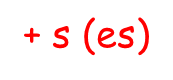 + s (es)